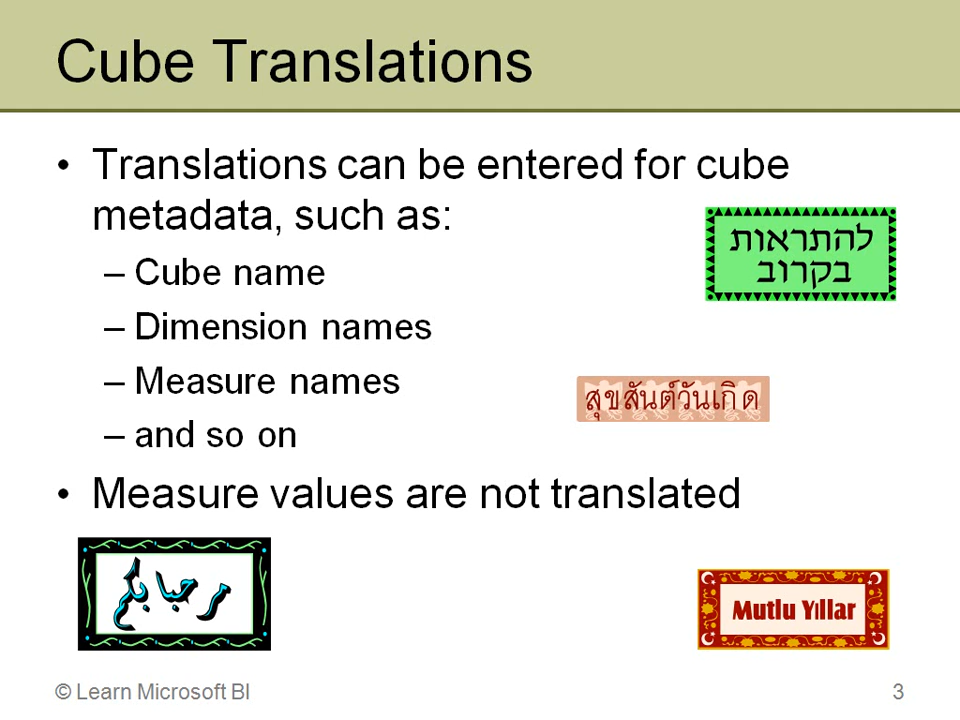 Cube Translations
• Translations can be entered for cube
metadata, such as:
– Cube name
– Dimension names
– Measure names
– and so on
• Measure values are not translated
להתראות
בקרוב
สุขสันต์วันเกิด
مرحبا بكم
Mutlu Yıllar
© Learn Microsoft BI
3